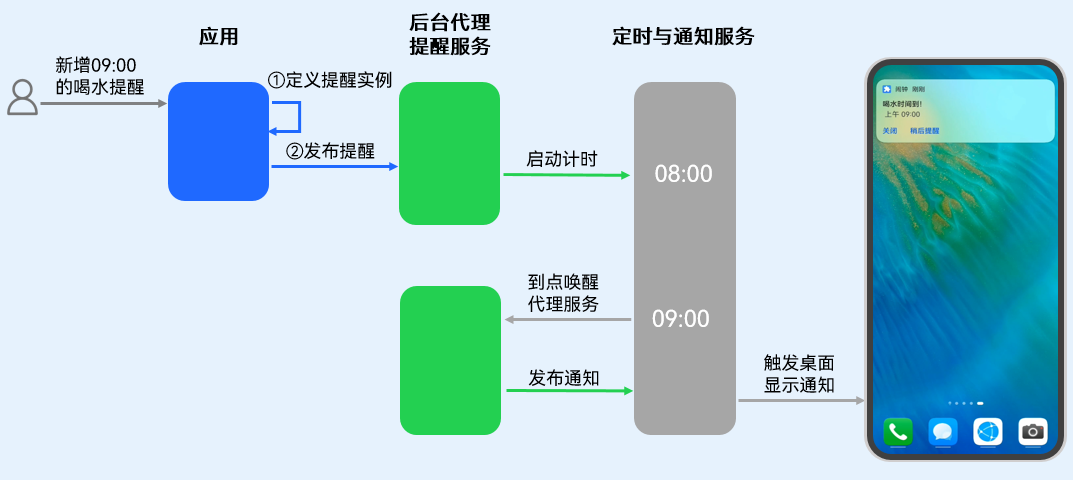 应用
后台代理
提醒服务
定时与通知服务
新增09:00
的喝水提醒
①定义提醒实例
②发布提醒
启动计时
08:00
到点唤醒
代理服务
09:00
发布通知
触发桌面
显示通知
闹钟 刚刚
喝水时间到!
上午 09:00
关闭 稍后提醒